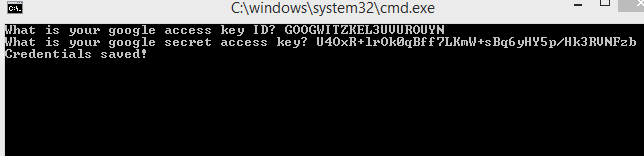 C:\windows\system32\cmd.exe
What is your google access key ID? GOOGWITZKEL3UVUROUYN
What is your google secret access key? U4OxR+lrOk0qBff7LKmW+sBq6yHY5p/Hk3RVNFzb
Credentials saved!